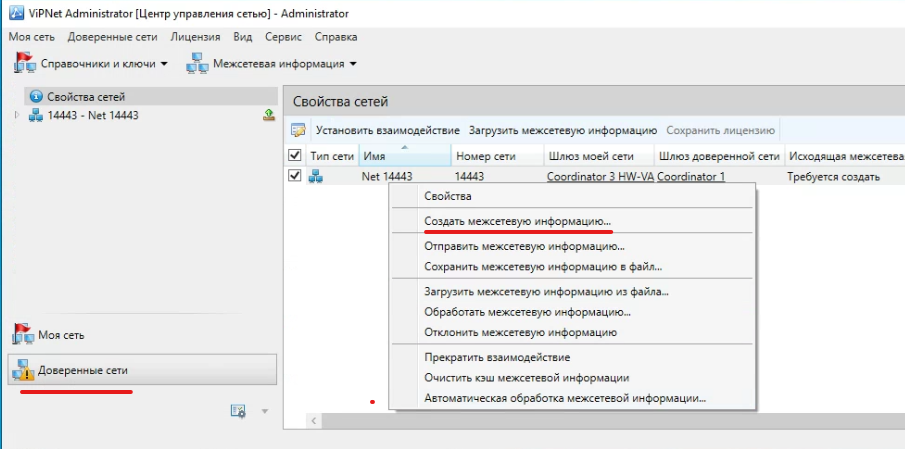 ViPNet Administrator [Центр управления сетью] - Administrator
Моя сеть Доверенные сети Лицензия Вид Сервис Справка
Справочники и ключи Межсетевая информация
Свойства сетей
14443 - Net 14443
Моя сеть
Доверенные сети
Свойства сетей
Установить взаимодействие Загрузить межсетевую информацию Сохранить лицензию
Тип сети Имя Номер сети Шлюз моей сети Шлюз доверенной сети Исходящая межсетева
Net 14443 14443 Coordinator 3 HW-VA Coordinator 1 Требуется создать
Свойства
Создать межсетевую информацию...
Отправить межсетевую информацию...
Сохранить межсетевую информацию в файл...
Загрузить межсетевую информацию из файла...
Обработать межсетевую информацию...
Отклонить межсетевую информацию
Прекратить взаимодействие
Очистить кэш межсетевой информации
Автоматическая обработка межсетевой информации...